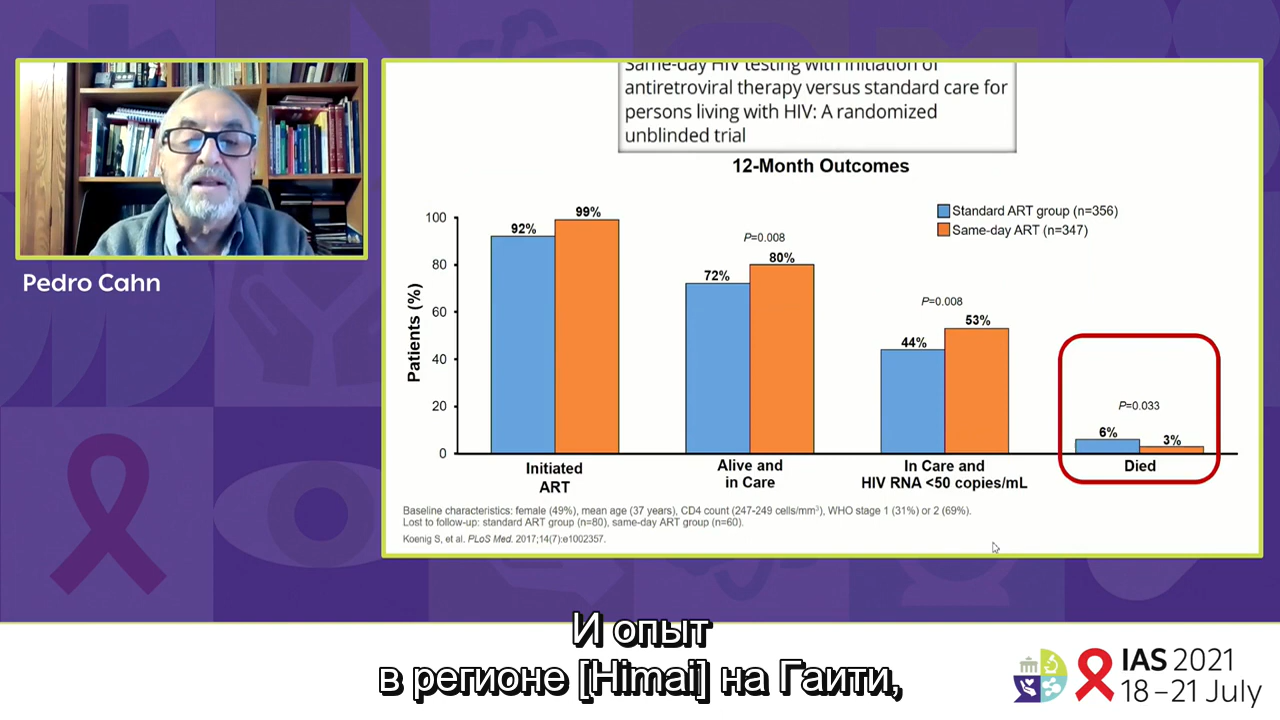 Same-day HIV testing with initiation of
antiretroviral therapy versus standard care for
persons living with HIV: A randomized
unblinded trial
12-Month Outcomes
Standard ART group (n=356)
Same-day ART (n=347)
Patients (%)
100
80
60
40
20
0
92%
99%
P=0.008
72%
80%
P=0.008
44%
53%
P=0.033
6%
3%
Initiated
ART
Alive and
in Care
In Care and
HIV RNA <50 copies/mL
Died
Baseline characteristics: female (49%), mean age (37 years), CD4 count (247-249 cells/mm³), WHO stage 1 (31%) or 2 (69%).
Lost to follow-up: standard ART group (n=80), same-day ART group (n=60).
Koenig S, et al. PLoS Med. 2017;14(7):e1002357.
Pedro Cahn
И опыт
в регионе [Himai] на Гаити,
IAS 2021
18–21 July